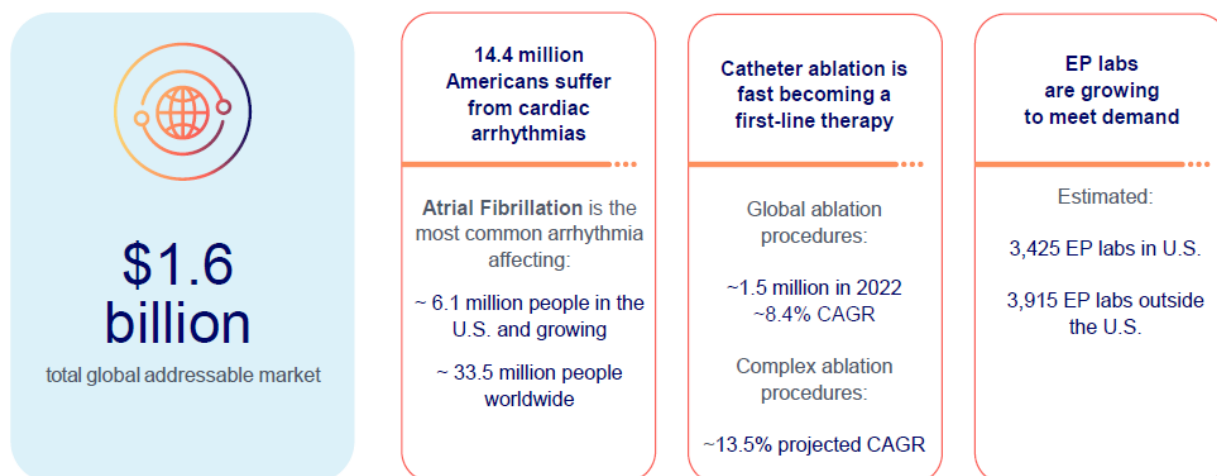 $1.6
billion
total global addressable market
14.4 million
Americans suffer
from cardiac
arrhythmias
Atrial Fibrillation is the
most common arrhythmia
affecting:
~ 6.1 million people in the
U.S. and growing
~ 33.5 million people
worldwide
Catheter ablation is
fast becoming a
first-line therapy
Global ablation
procedures:
~1.5 million in 2022
~8.4% CAGR
Complex ablation
procedures:
~13.5% projected CAGR
EP labs
are growing
to meet demand
Estimated:
3,425 EP labs in U.S.
3,915 EP labs outside
the U.S.